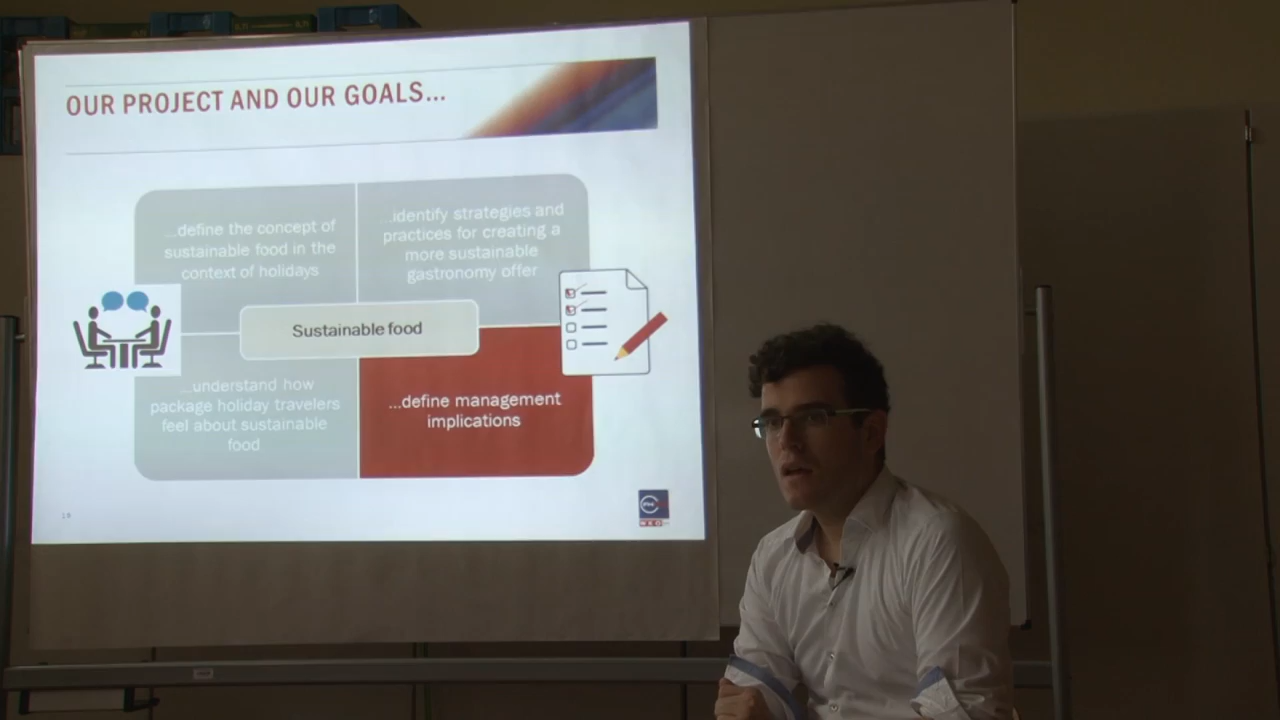 OUR PROJECT AND OUR GOALS...
...define the concept of
sustainable food in the
context of holidays
...identify strategies and
practices for creating a
more sustainable
gastronomy offer
Sustainable food
...understand how
package holiday travelers
feel about sustainable
food
...define management
implications